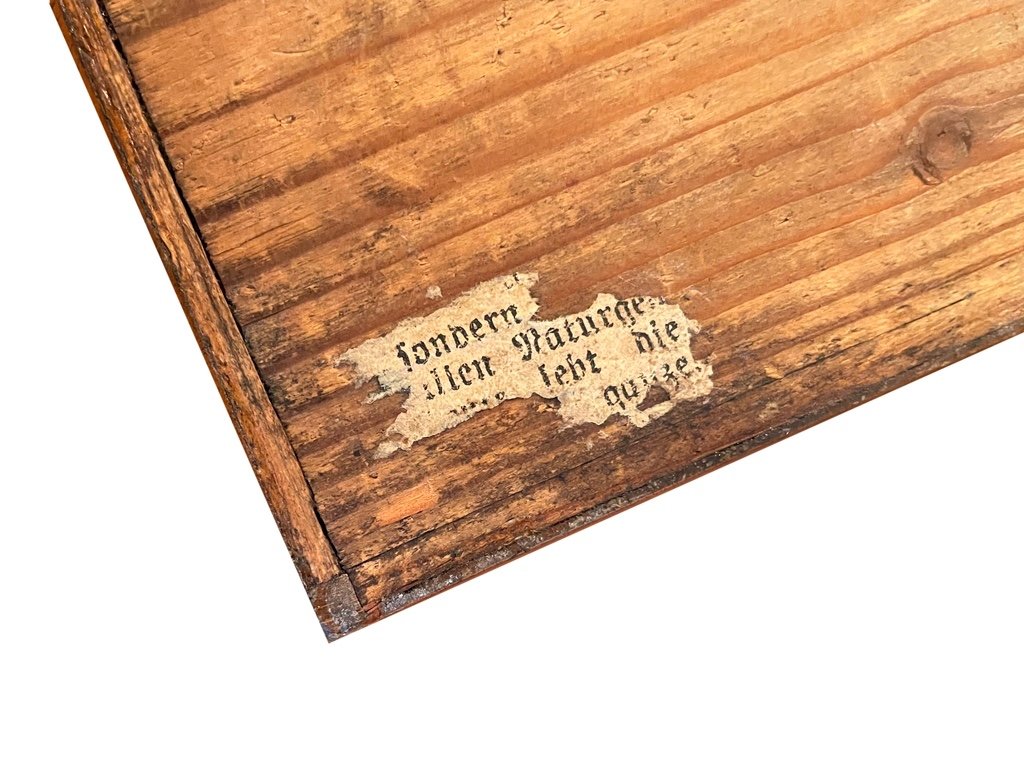 sondern Naturge
llen lebt die
ganze